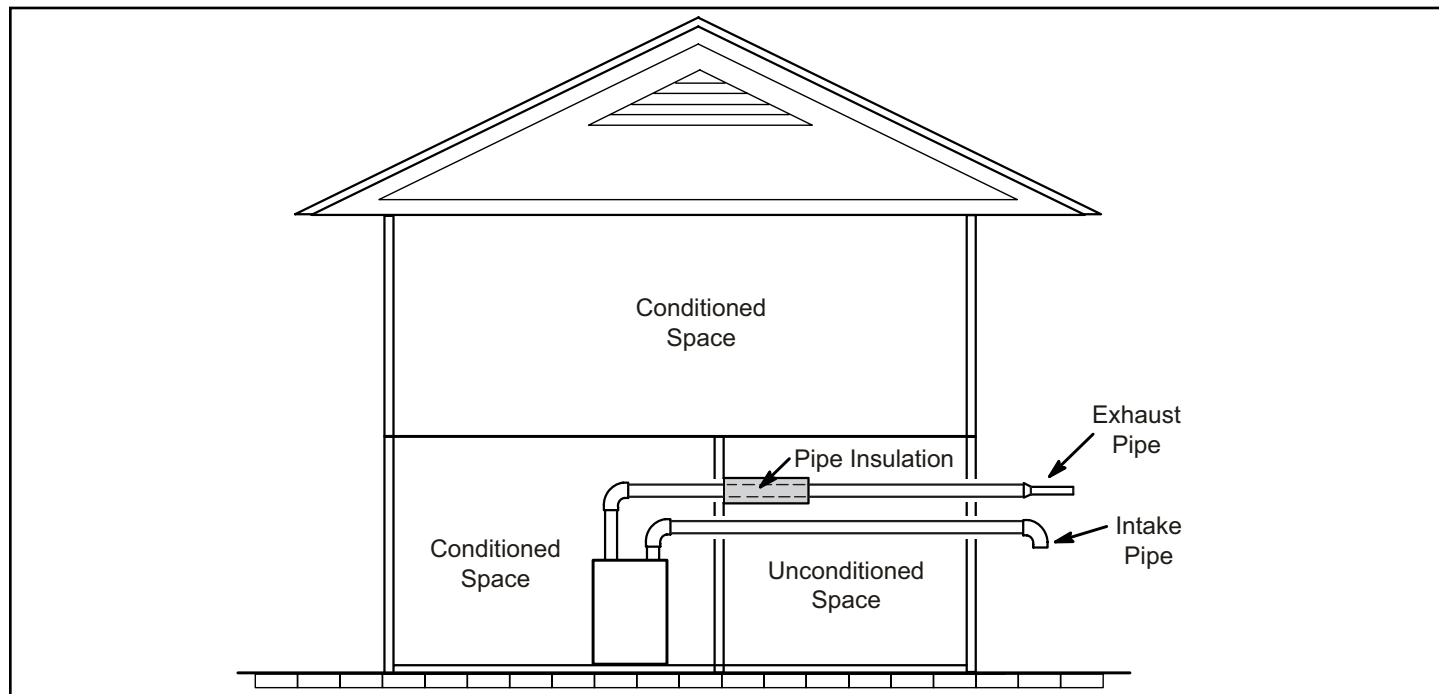 Conditioned
Space
Exhaust
Pipe
Pipe Insulation
Intake
Pipe
Conditioned
Space
Unconditioned
Space